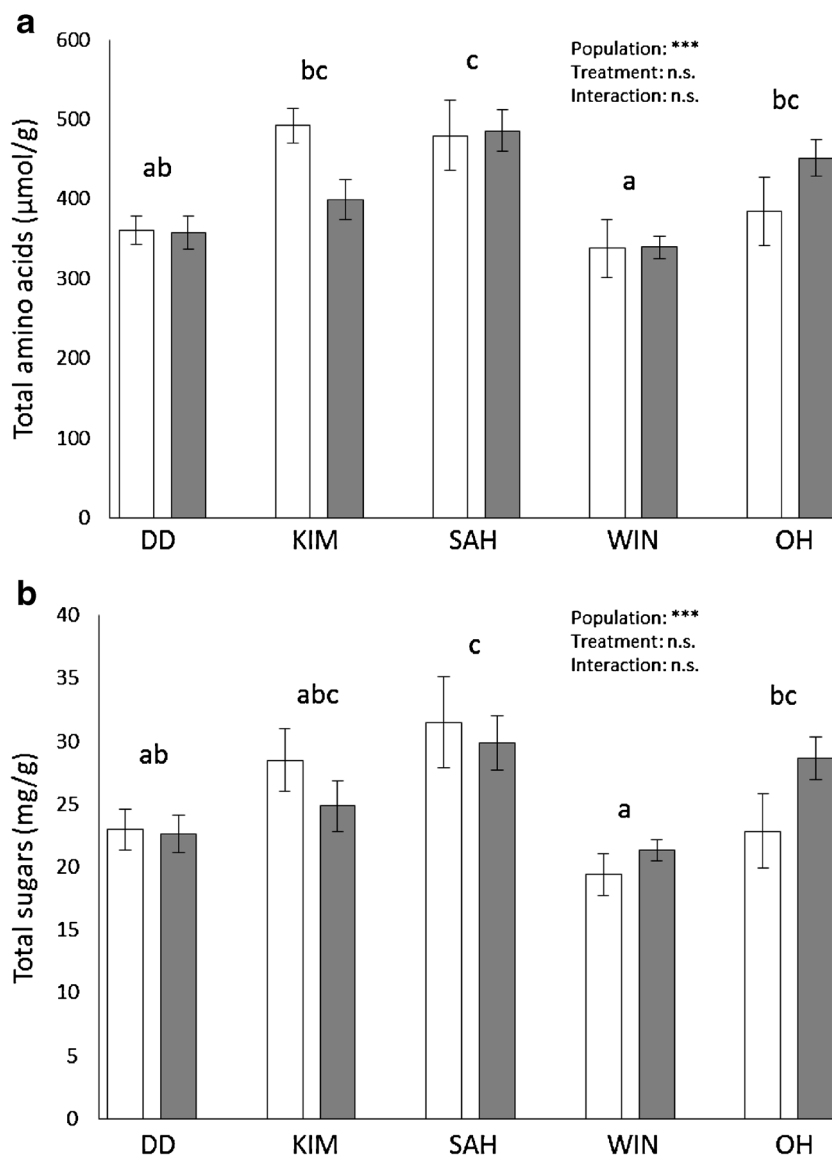 a
Total amino acids (µmol/g)
600
500
400
300
200
100
0
Population: ***
Treatment: n.s.
Interaction: n.s.
ab
bc
c
a
bc
DD KIM SAH WIN OH
b
Total sugars (mg/g)
40
35
30
25
20
15
10
5
0
Population: ***
Treatment: n.s.
Interaction: n.s.
ab
abc
c
a
bc
DD KIM SAH WIN OH